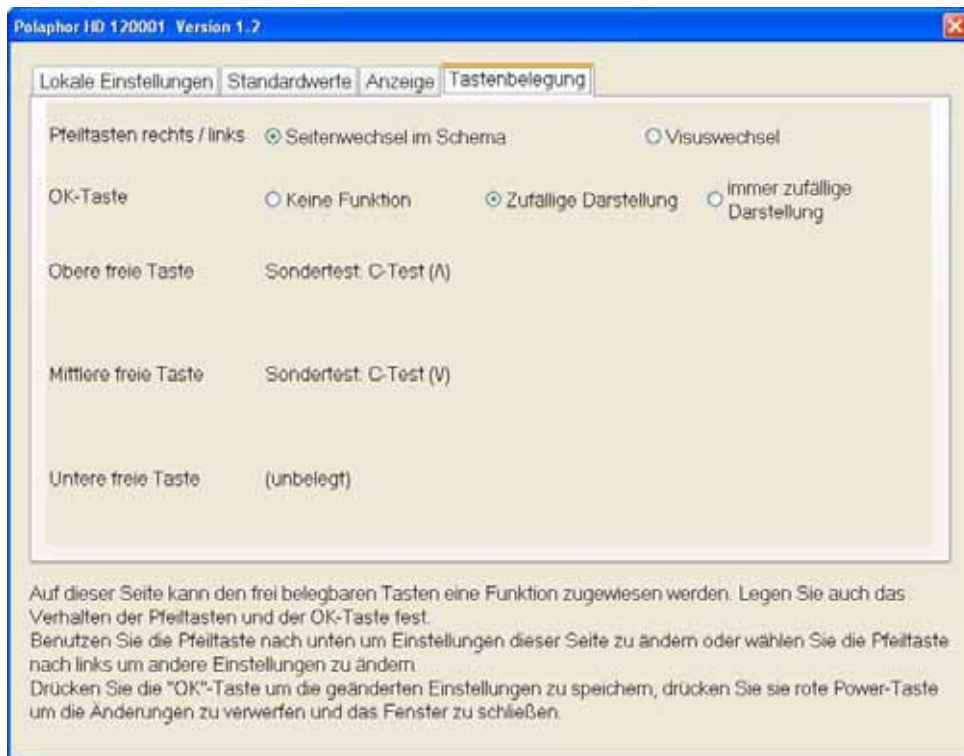 Polaphor HD 120001 Version 1.2
Lokale Einstellungen Standardwerte Anzeige Tastenbelegung
Pfeiltasten rechts / links Seitenwechsel im Schema Visuswechsel
OK-Taste Keine Funktion Zufällige Darstellung immer zufällige Darstellung
Obere freie Taste Sondertest: C-Test (Λ)
Mittlere freie Taste Sondertest: C-Test (V)
Untere freie Taste (unbelegt)
Auf dieser Seite kann den frei belegbaren Tasten eine Funktion zugewiesen werden. Legen Sie auch das
Verhalten der Pfeiltasten und der OK-Taste fest.
Benutzen Sie die Pfeiltaste nach unten um Einstellungen dieser Seite zu ändern oder wählen Sie die Pfeiltaste
nach links um andere Einstellungen zu ändern
Drücken Sie die "OK"-Taste um die geänderten Einstellungen zu speichern, drücken Sie sie rote Power-Taste
um die Änderungen zu verwerfen und das Fenster zu schließen.